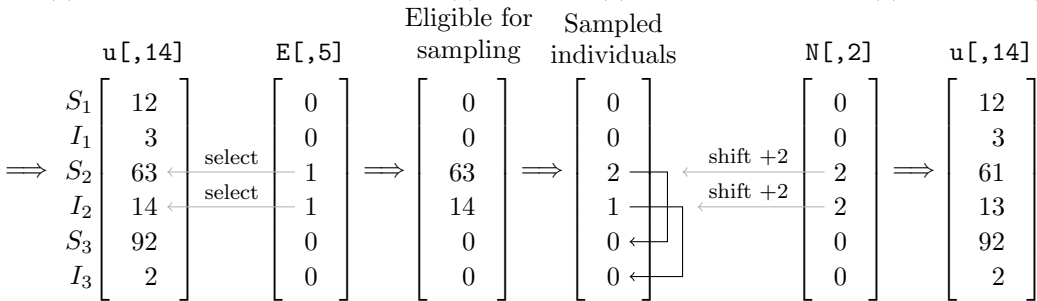 Eligible for sampling
Sampled individuals
u[,14] E[,5] N[,2] u[,14]
S1 12 0 0 0 0 12
I1 3 0 0 0 0 3
⟹ S2 63 select 1 ⟹ 63 ⟹ 2 shift +2 2 ⟹ 61
I2 14 select 1 14 1 shift +2 2 13
S3 92 0 0 0 0 92
I3 2 0 0 0 0 2